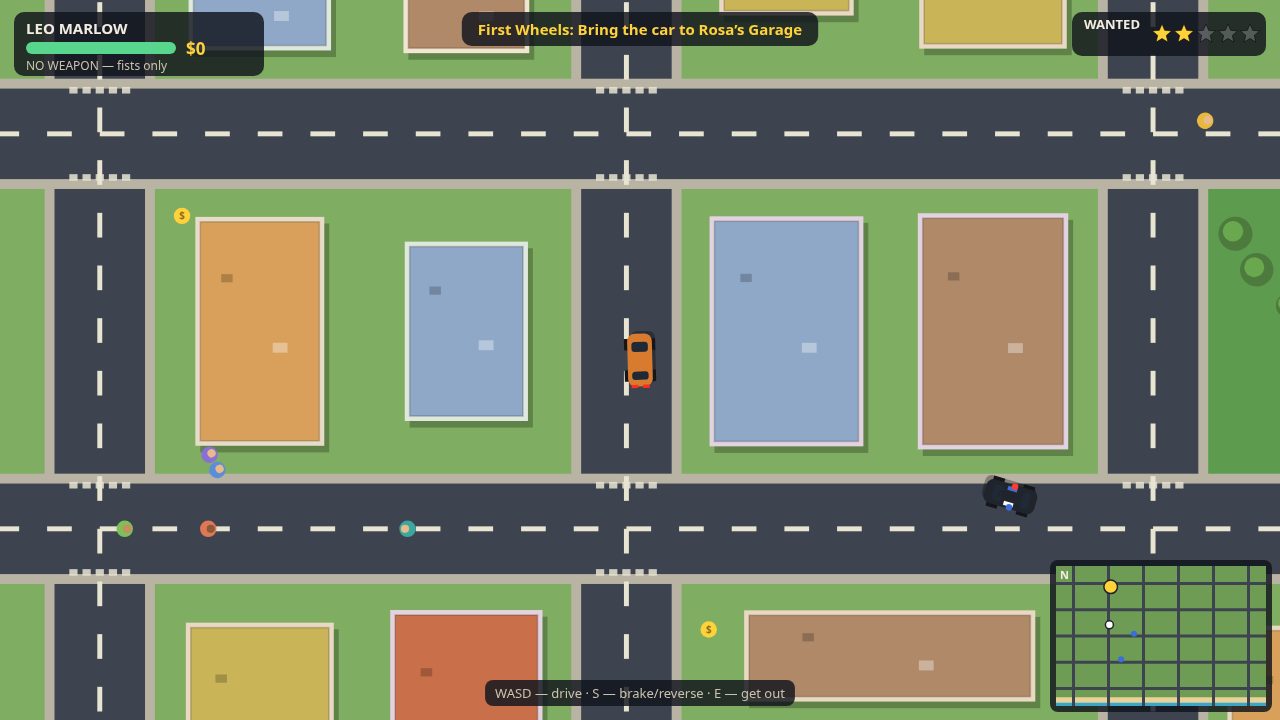 LEO MARLOW
$0
NO WEAPON — fists only
First Wheels: Bring the car to Rosa’s Garage
WANTED
$
$
N
WASD — drive · S — brake/reverse · E — get out